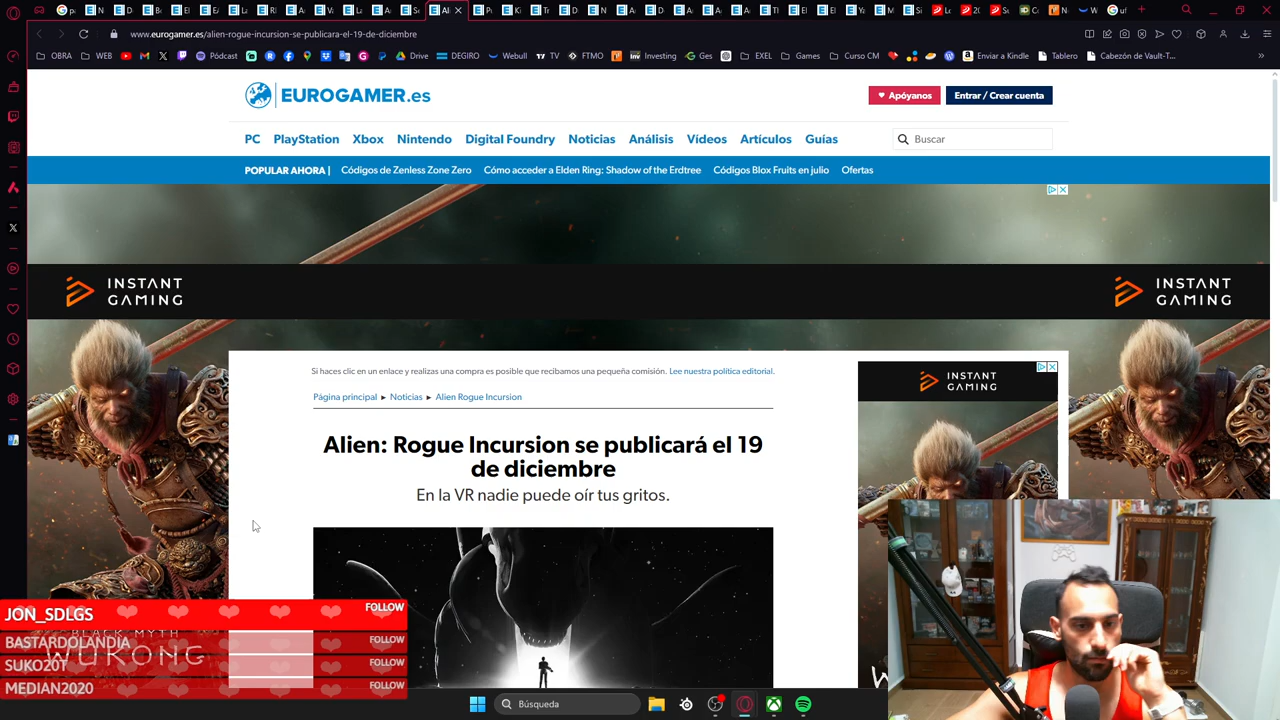 www.eurogamer.es/alien-rogue-incursion-se-publicara-el-19-de-diciembre
OBRA
WEB
Pódcast
Drive
DEGIRO
Webull
TV
FTMO
Investing
Ges
EXEL
Games
Curso CM
Enviar a Kindle
Tablero
Cabezón de Vault-T...
EUROGAMER.es
Apóyanos
Entrar / Crear cuenta
PC PlayStation Xbox Nintendo Digital Foundry Noticias Análisis Vídeos Artículos Guías
Buscar
POPULAR AHORA | Códigos de Zenless Zone Zero Cómo acceder a Elden Ring: Shadow of the Erdtree Códigos Blox Fruits en julio Ofertas
INSTANT GAMING
INSTANT GAMING
Si haces clic en un enlace y realizas una compra es posible que recibamos una pequeña comisión. Lee nuestra política editorial.
INSTANT GAMING
Página principal ► Noticias ► Alien Rogue Incursion
Alien: Rogue Incursion se publicará el 19
de diciembre
En la VR nadie puede oír tus gritos.
JON_SDLGS FOLLOW
BLACK MYTH
WUKONG
BASTARDOLANDIA FOLLOW
SUKO20T FOLLOW
MEDIAN2020 FOLLOW
Búsqueda